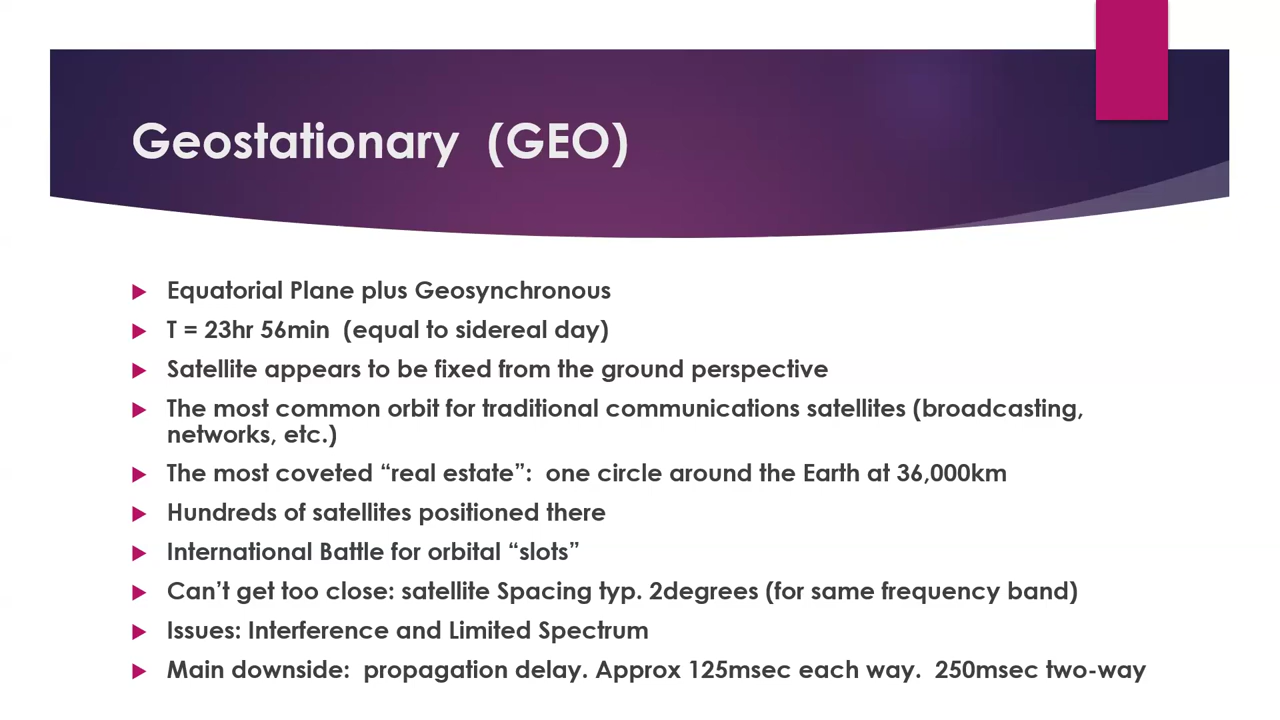 Geostationary (GEO)
Equatorial Plane plus Geosynchronous
T = 23hr 56min (equal to sidereal day)
Satellite appears to be fixed from the ground perspective
The most common orbit for traditional communications satellites (broadcasting,
networks, etc.)
The most coveted “real estate”: one circle around the Earth at 36,000km
Hundreds of satellites positioned there
International Battle for orbital “slots”
Can’t get too close: satellite Spacing typ. 2degrees (for same frequency band)
Issues: Interference and Limited Spectrum
Main downside: propagation delay. Approx 125msec each way. 250msec two-way